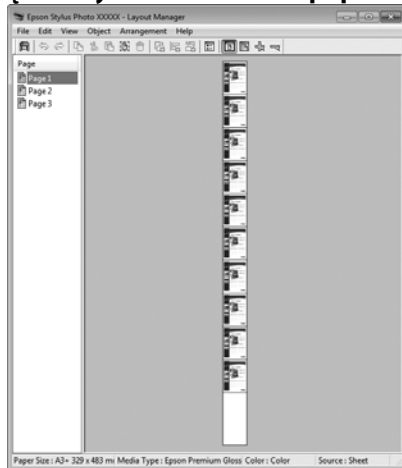 Epson Stylus Photo XXXXX - Layout Manager
File Edit View Object Arrangement Help
Page
Page 1
Page 2
Page 3
Paper Size : A3+ 329 x 483 mi Media Type : Epson Premium Gloss Color : Color Source : Sheet